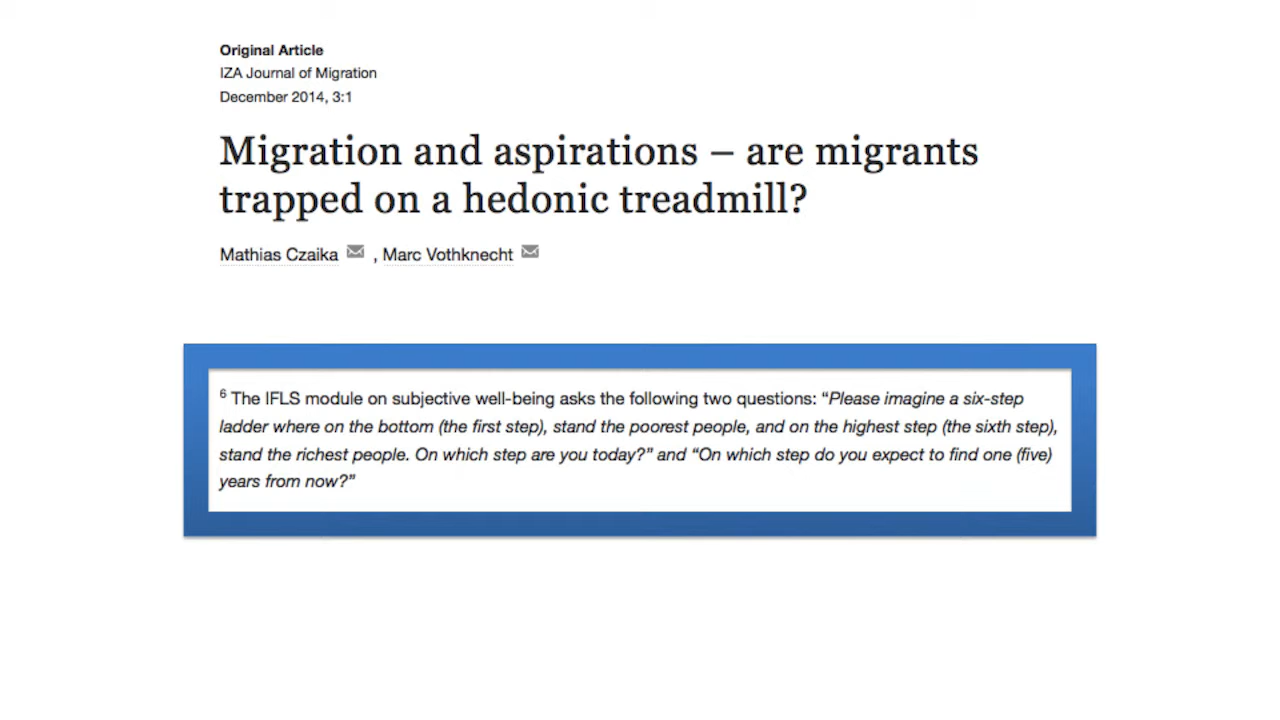 Original Article
IZA Journal of Migration
December 2014, 3:1
Migration and aspirations – are migrants
trapped on a hedonic treadmill?
Mathias Czaika , Marc Vothknecht
6 The IFLS module on subjective well-being asks the following two questions: “Please imagine a six-step
ladder where on the bottom (the first step), stand the poorest people, and on the highest step (the sixth step),
stand the richest people. On which step are you today?” and “On which step do you expect to find one (five)
years from now?”